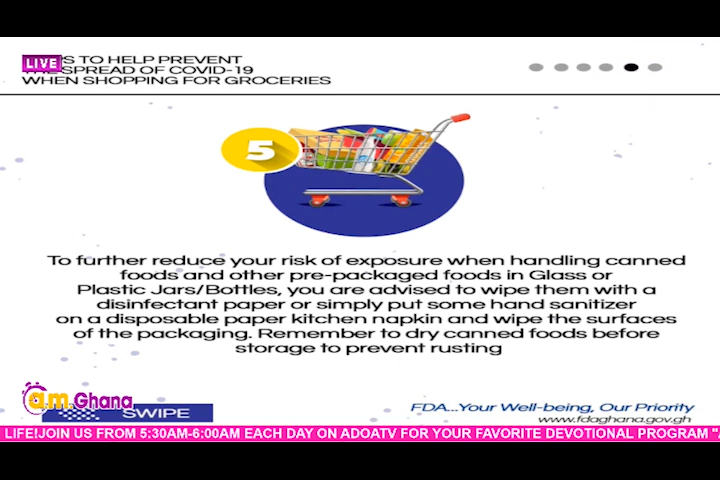 LIVE
S TO HELP PREVENT
SPREAD OF COVID-19
WHEN SHOPPING FOR GROCERIES
5
To further reduce your risk of exposure when handling canned
foods and other pre-packaged foods in Glass or
Plastic Jars/Bottles, you are advised to wipe them with a
disinfectant paper or simply put some hand sanitizer
on a disposable paper kitchen napkin and wipe the surfaces
of the packaging. Remember to dry canned foods before
storage to prevent rusting
am Ghana
SWIPE
FDA...Your Well-being, Our Priority
www.fdaghana.gov.gh
LIFE!JOIN US FROM 5:30AM-6:00AM EACH DAY ON ADOATV FOR YOUR FAVORITE DEVOTIONAL PROGRAM "